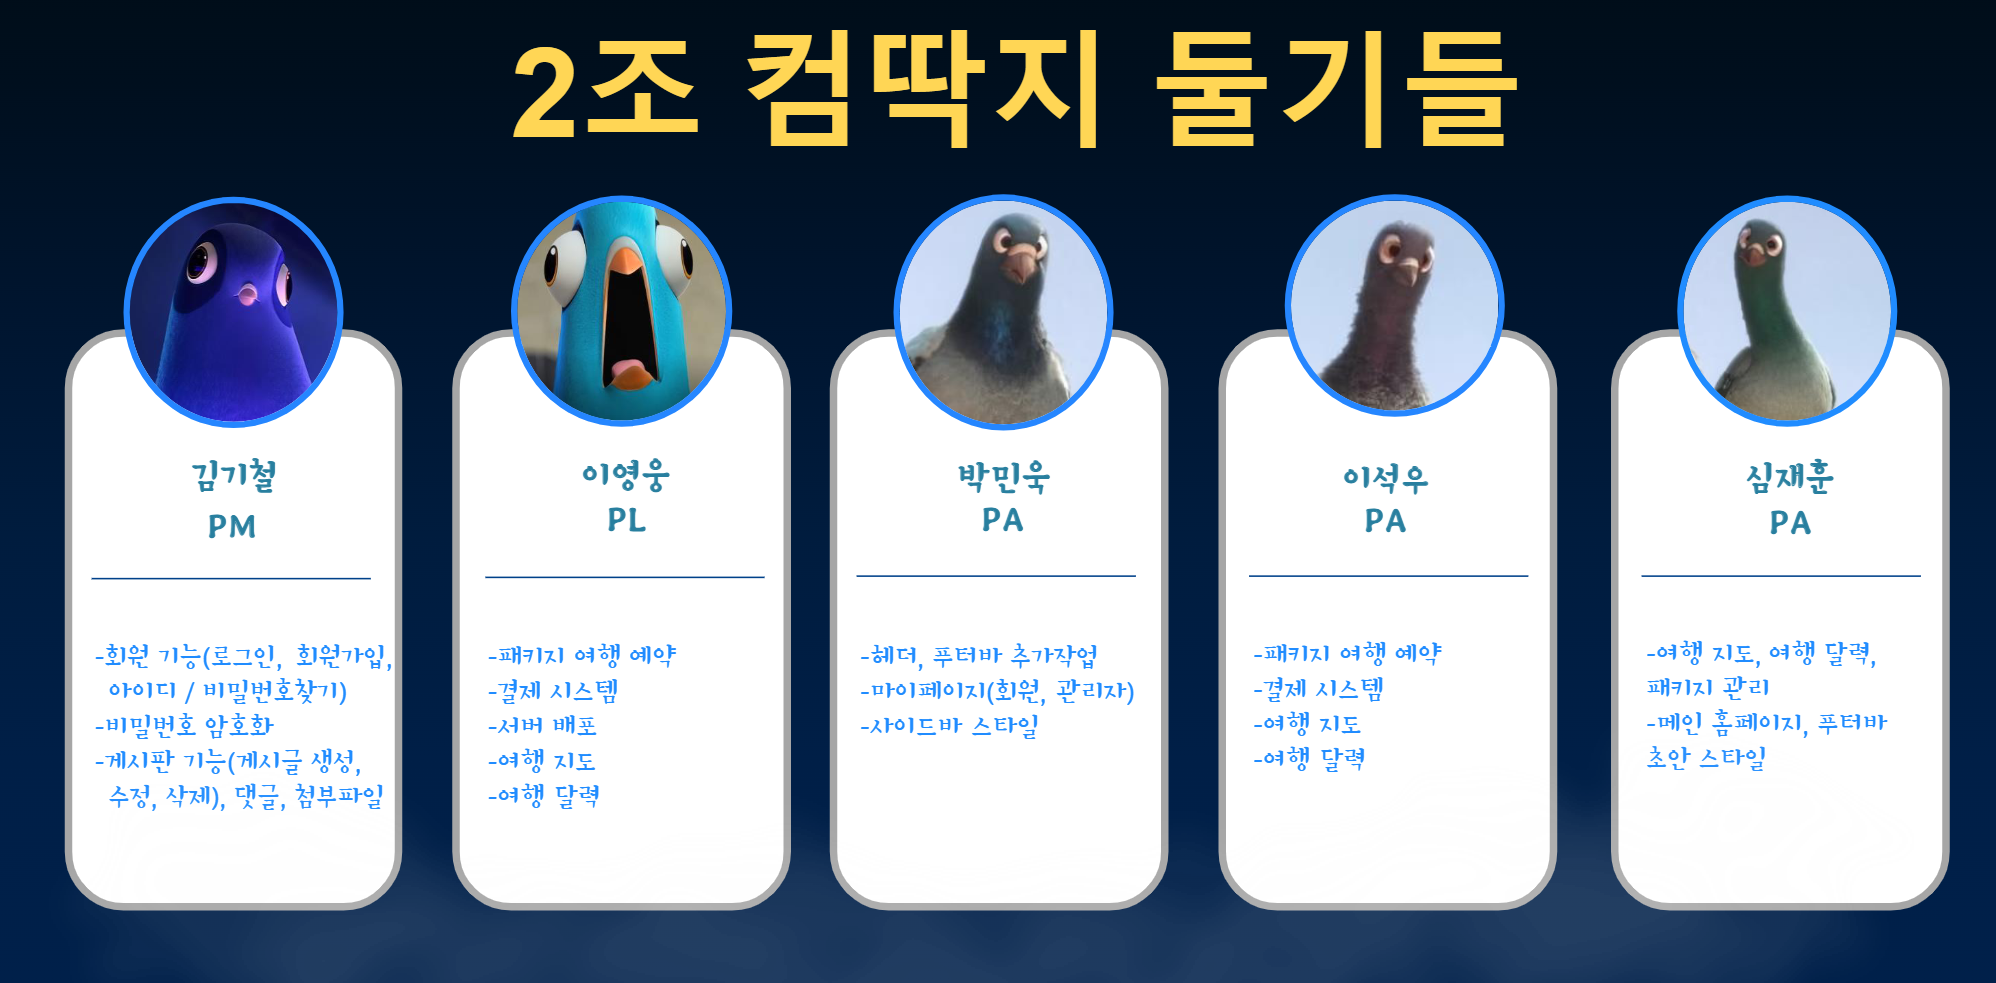 2조 컴딱지 둘기들
김기철
PM
-회원 기능(로그인, 회원가입,
아이디 / 비밀번호찾기)
-비밀번호 암호화
-게시판 기능(게시글 생성,
수정, 삭제), 댓글, 첨부파일
이영웅
PL
-패키지 여행 예약
-결제 시스템
-서버 배포
-여행 지도
-여행 달력
박민욱
PA
-헤더, 푸터바 추가작업
-마이페이지(회원, 관리자)
-사이드바 스타일
이석우
PA
-패키지 여행 예약
-결제 시스템
-여행 지도
-여행 달력
심재훈
PA
-여행 지도, 여행 달력,
패키지 관리
-메인 홈페이지, 푸터바
초안 스타일